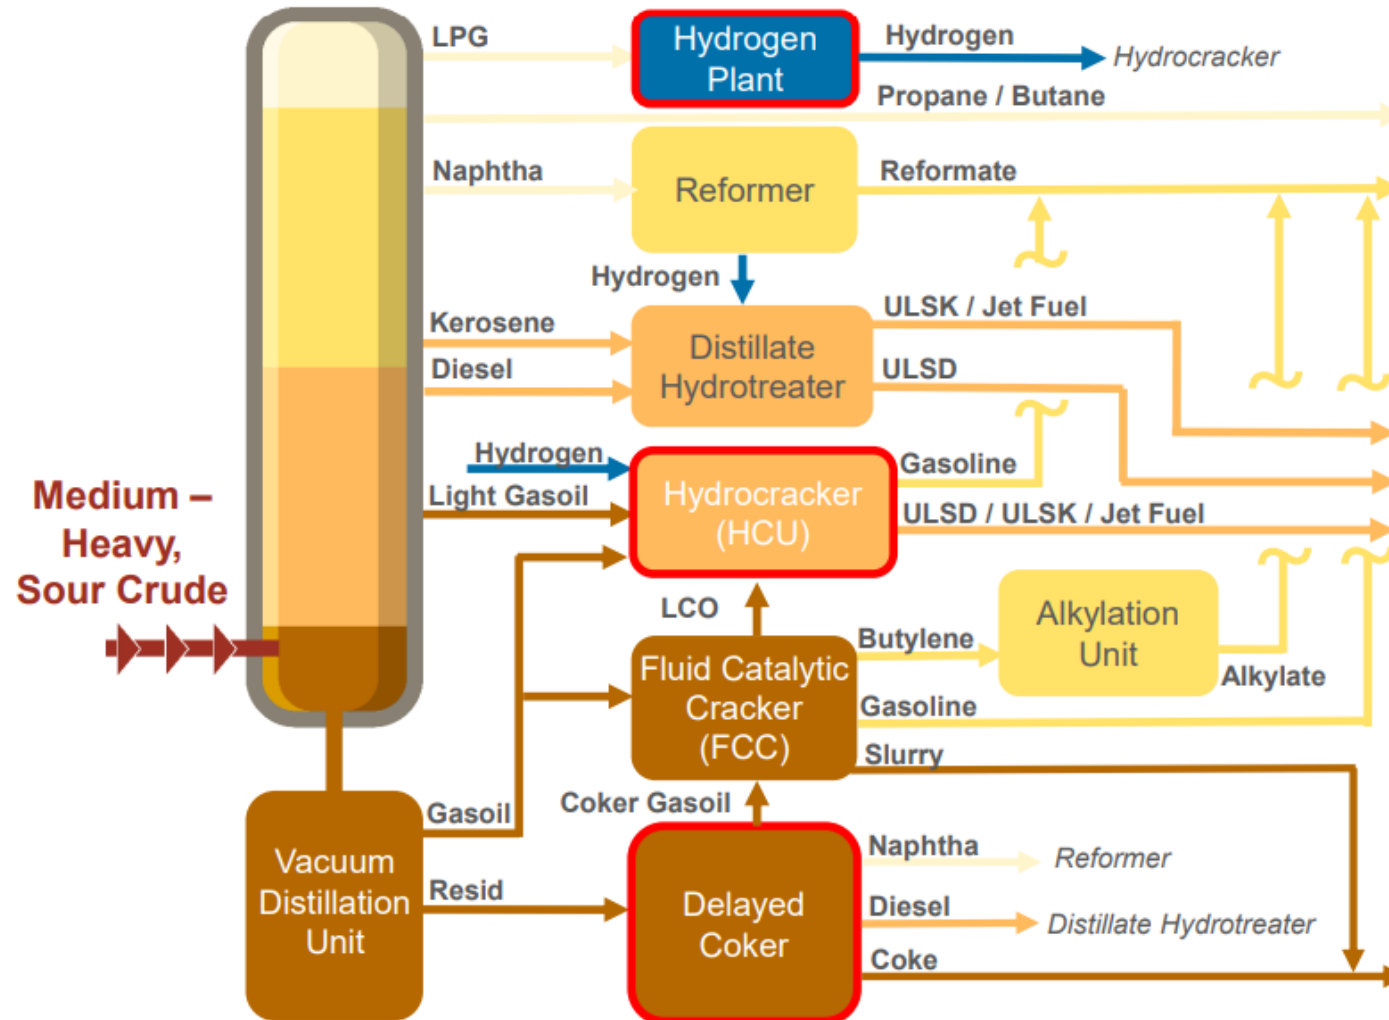 LPG
Hydrogen
Plant
Hydrogen
Hydrocracker
Propane / Butane
Naphtha
Reformer
Reformate
Hydrogen
Kerosene
Diesel
Distillate
Hydrotreater
ULSK / Jet Fuel
ULSD
Medium –
Heavy,
Sour Crude
Hydrogen
Light Gasoil
Hydrocracker
(HCU)
Gasoline
ULSD / ULSK / Jet Fuel
LCO
Fluid Catalytic
Cracker
(FCC)
Butylene
Alkylation
Unit
Alkylate
Gasoline
Slurry
Vacuum
Distillation
Unit
Gasoil
Coker Gasoil
Resid
Delayed
Coker
Naphtha
Reformer
Diesel
Distillate Hydrotreater
Coke